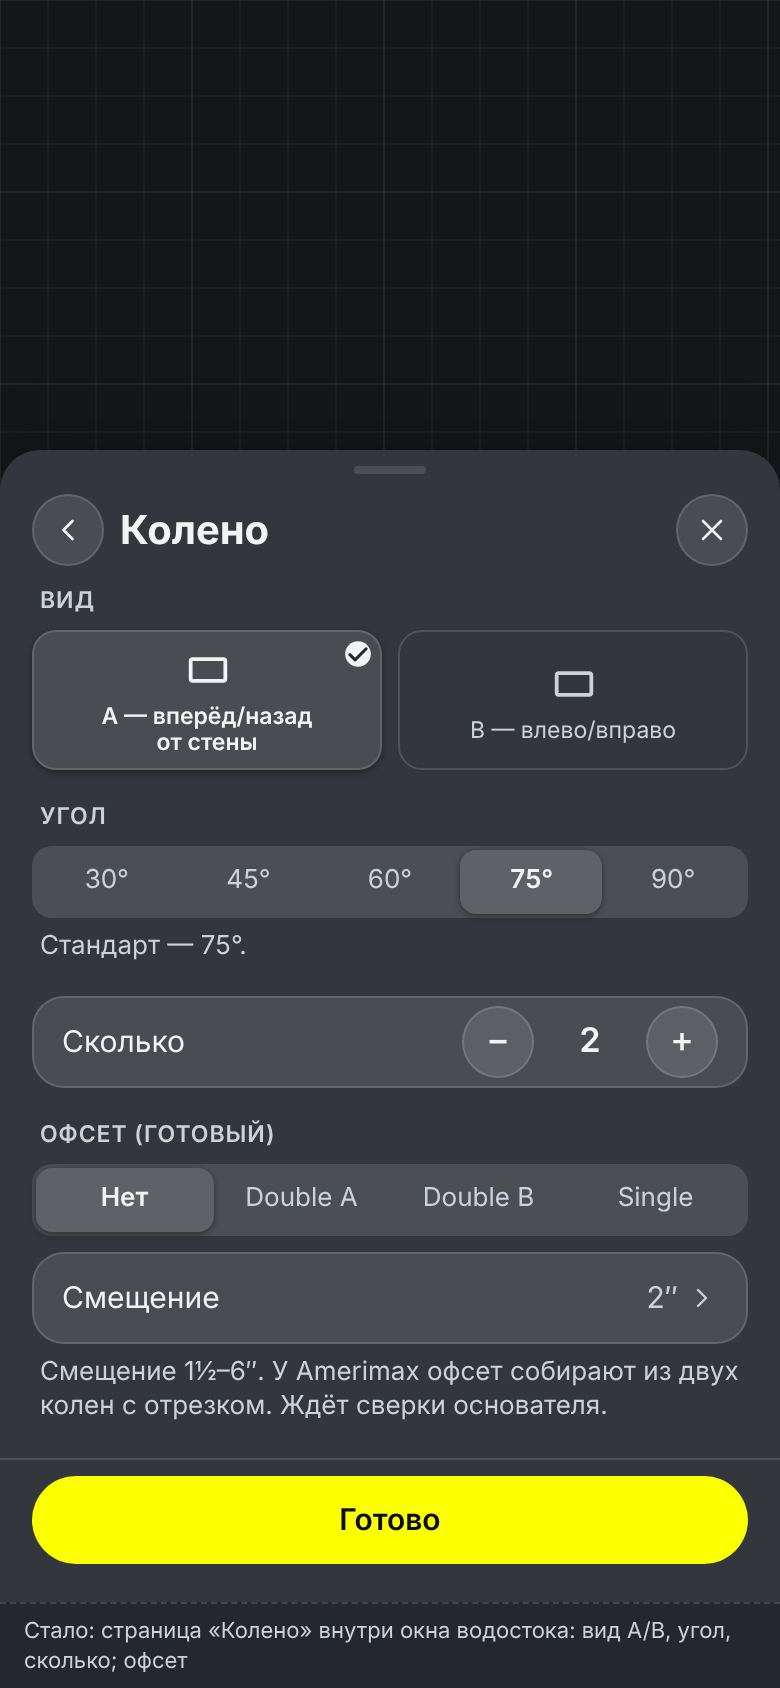 Колено
ВИД
A — вперёд/назад
от стены
B — влево/вправо
УГОЛ
30° 45° 60° 75° 90°
Стандарт — 75°.
Сколько − 2 +
ОФСЕТ (ГОТОВЫЙ)
Нет Double A Double B Single
Смещение 2″
Смещение 1½–6″. У Amerimax офсет собирают из двух
колен с отрезком. Ждёт сверки основателя.
Готово
Стало: страница «Колено» внутри окна водостока: вид A/B, угол,
сколько; офсет